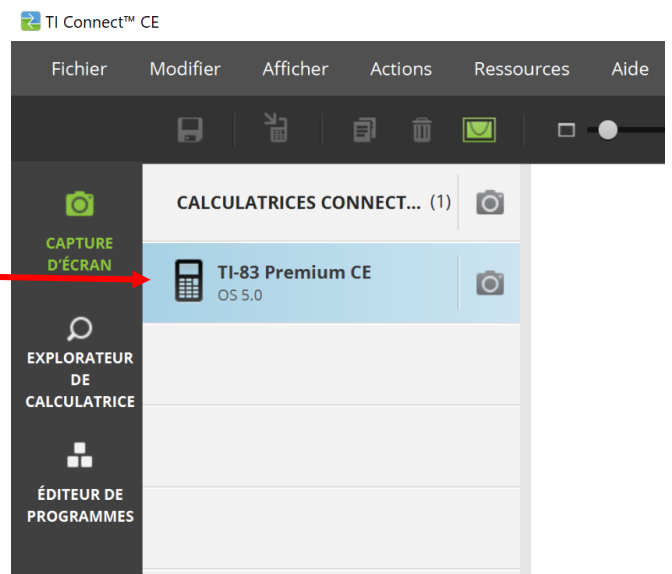 TI Connect™ CE
Fichier Modifier Afficher Actions Ressources Aide
CALCULATRICES CONNECT... (1)
CAPTURE
D'ÉCRAN
TI-83 Premium CE
OS 5.0
EXPLORATEUR
DE
CALCULATRICE
ÉDITEUR DE
PROGRAMMES